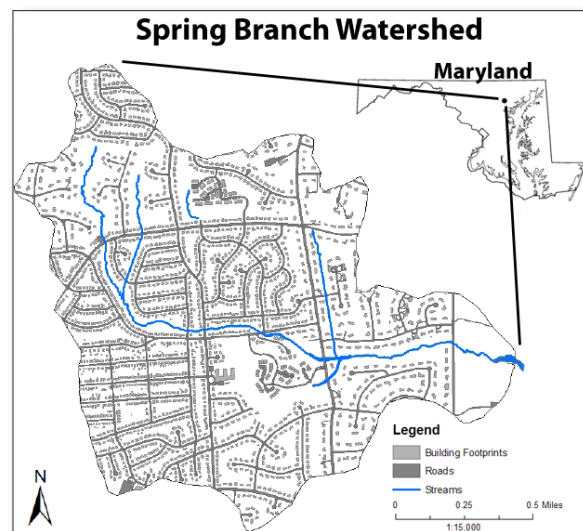 Spring Branch Watershed
Maryland
N
Legend
Building Footprints
Roads
Streams
0 0.25 0.5 Miles
1:15,000